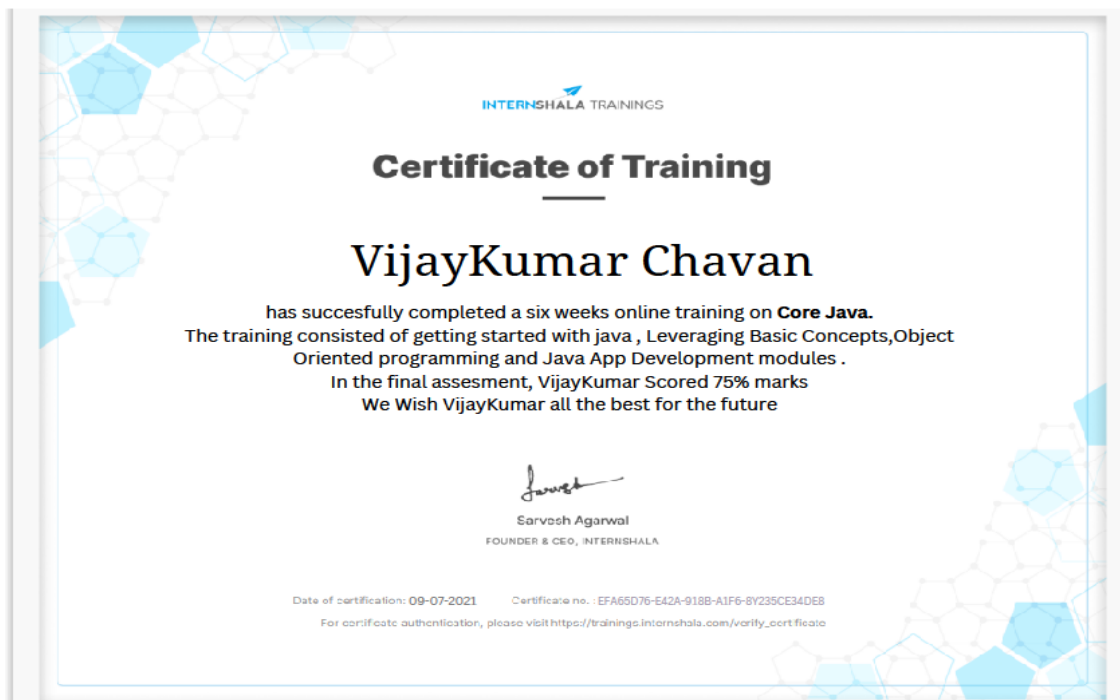 INTERNSHALA TRAININGS
Certificate of Training
VijayKumar Chavan
has succesfully completed a six weeks online training on Core Java.
The training consisted of getting started with java , Leveraging Basic Concepts,Object
Oriented programming and Java App Development modules .
In the final assesment, VijayKumar Scored 75% marks
We Wish VijayKumar all the best for the future
Sarvesh Agarwal
FOUNDER & CEO, INTERNSHALA
Date of certification: 09-07-2021 Certificate no. : EFA65D76-E42A-918B-A1F6-8Y235CE34DE8
For certificate authentication, please visit https://trainings.internshala.com/verify_certificate